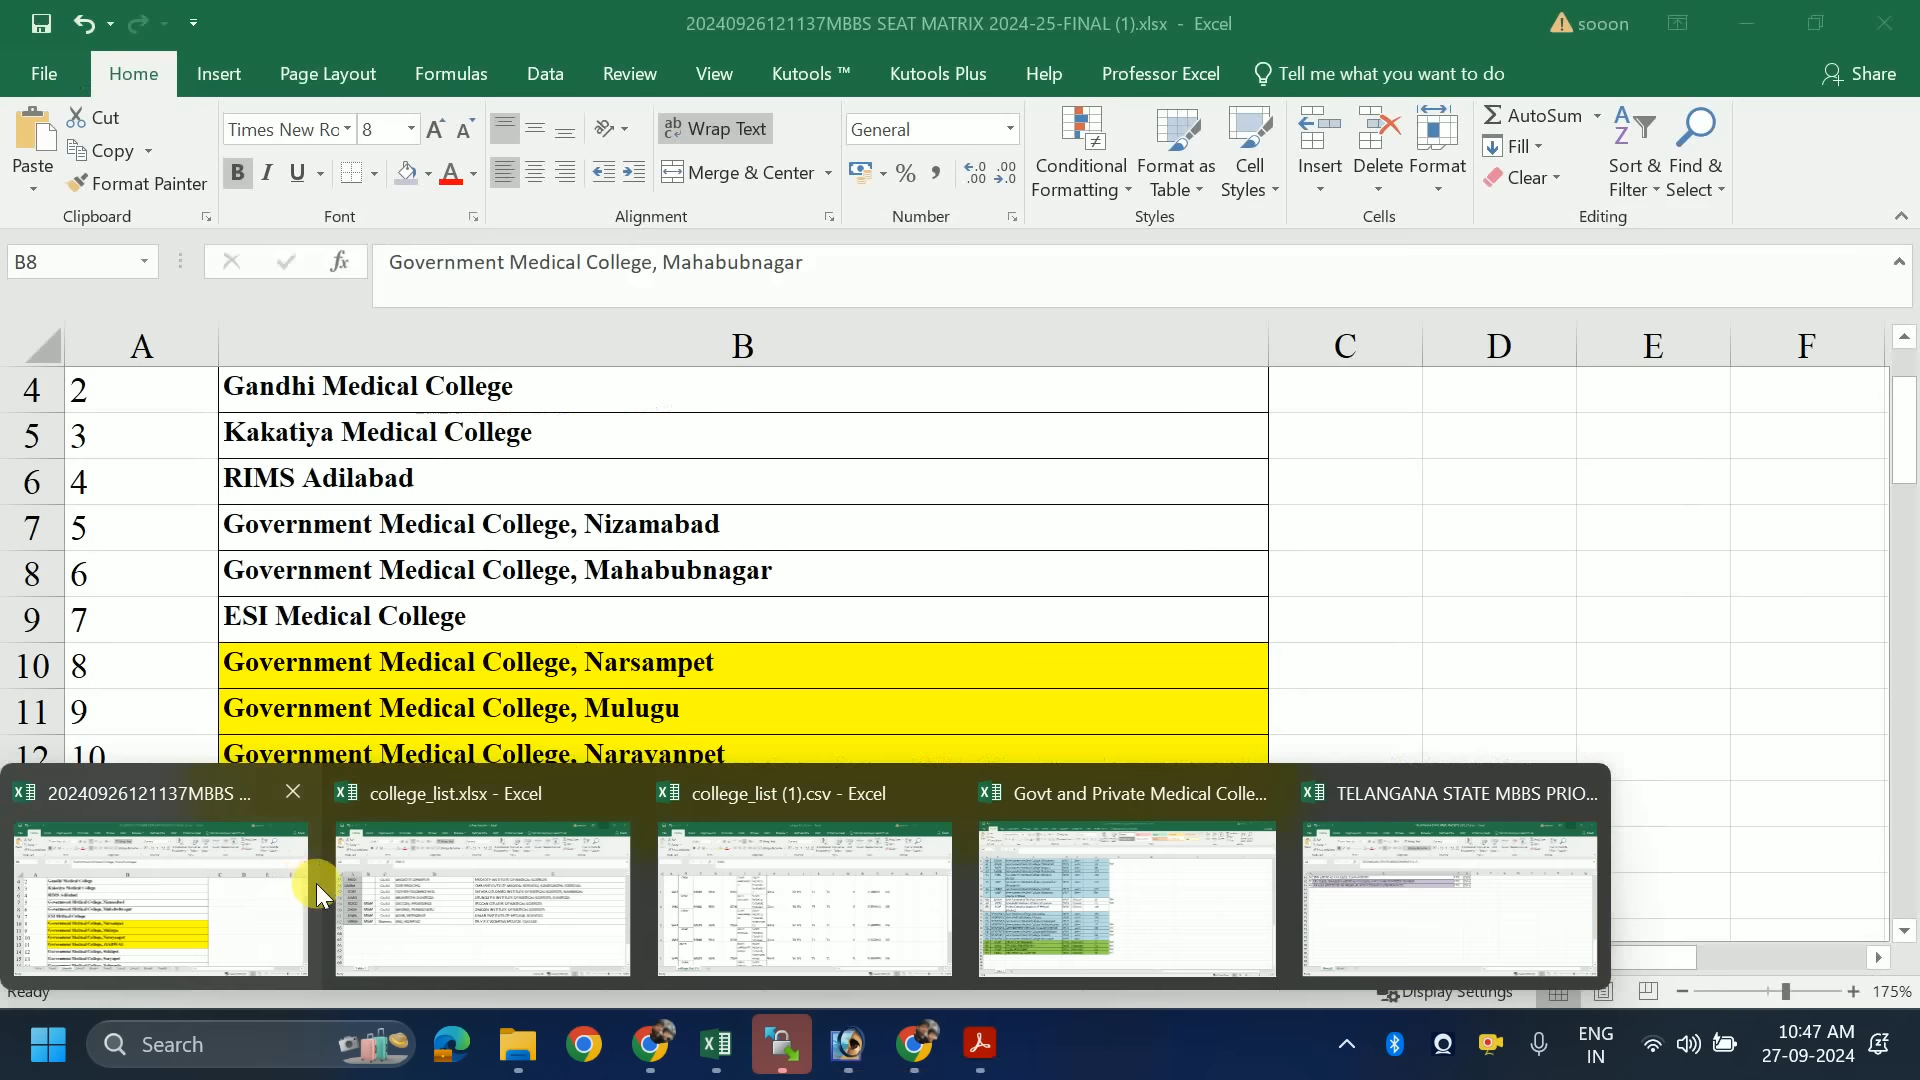 20240926121137MBBS SEAT MATRIX 2024-25-FINAL (1).xlsx - Excel
sooon
File Home Insert Page Layout Formulas Data Review View Kutools ™ Kutools Plus Help Professor Excel Tell me what you want to do Share
Paste
Cut
Copy
Format Painter
Clipboard
Times New Ro 8
B I U
Font
Wrap Text
Merge & Center
Alignment
General
Number
Conditional Formatting
Format as Table
Cell Styles
Styles
Insert Delete Format
Cells
AutoSum
Fill
Clear
Sort & Filter
Find & Select
Editing
B8
fx
Government Medical College, Mahabubnagar
A B C D E F
4 2 Gandhi Medical College
5 3 Kakatiya Medical College
6 4 RIMS Adilabad
7 5 Government Medical College, Nizamabad
8 6 Government Medical College, Mahabubnagar
9 7 ESI Medical College
10 8 Government Medical College, Narsampet
11 9 Government Medical College, Mulugu
12 10 Government Medical College, Narayanpet
20240926121137MBBS ...
college_list.xlsx - Excel
college_list (1).csv - Excel
Govt and Private Medical Colle...
TELANGANA STATE MBBS PRIO...
Ready
Display Settings
175%
Search
ENG
IN
10:47 AM
27-09-2024